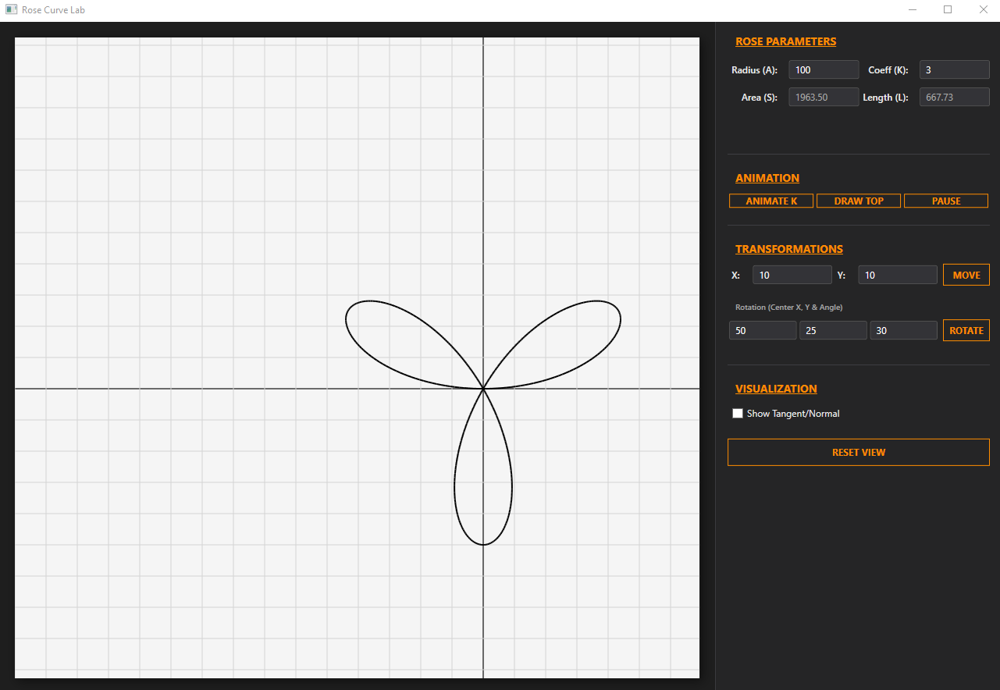 Rose Curve Lab
ROSE PARAMETERS
Radius (A): 100 Coeff (K): 3
Area (S): 1963.50 Length (L): 667.73
ANIMATION
ANIMATE K DRAW TOP PAUSE
TRANSFORMATIONS
X: 10 Y: 10 MOVE
Rotation (Center X, Y & Angle)
50 25 30 ROTATE
VISUALIZATION
Show Tangent/Normal
RESET VIEW